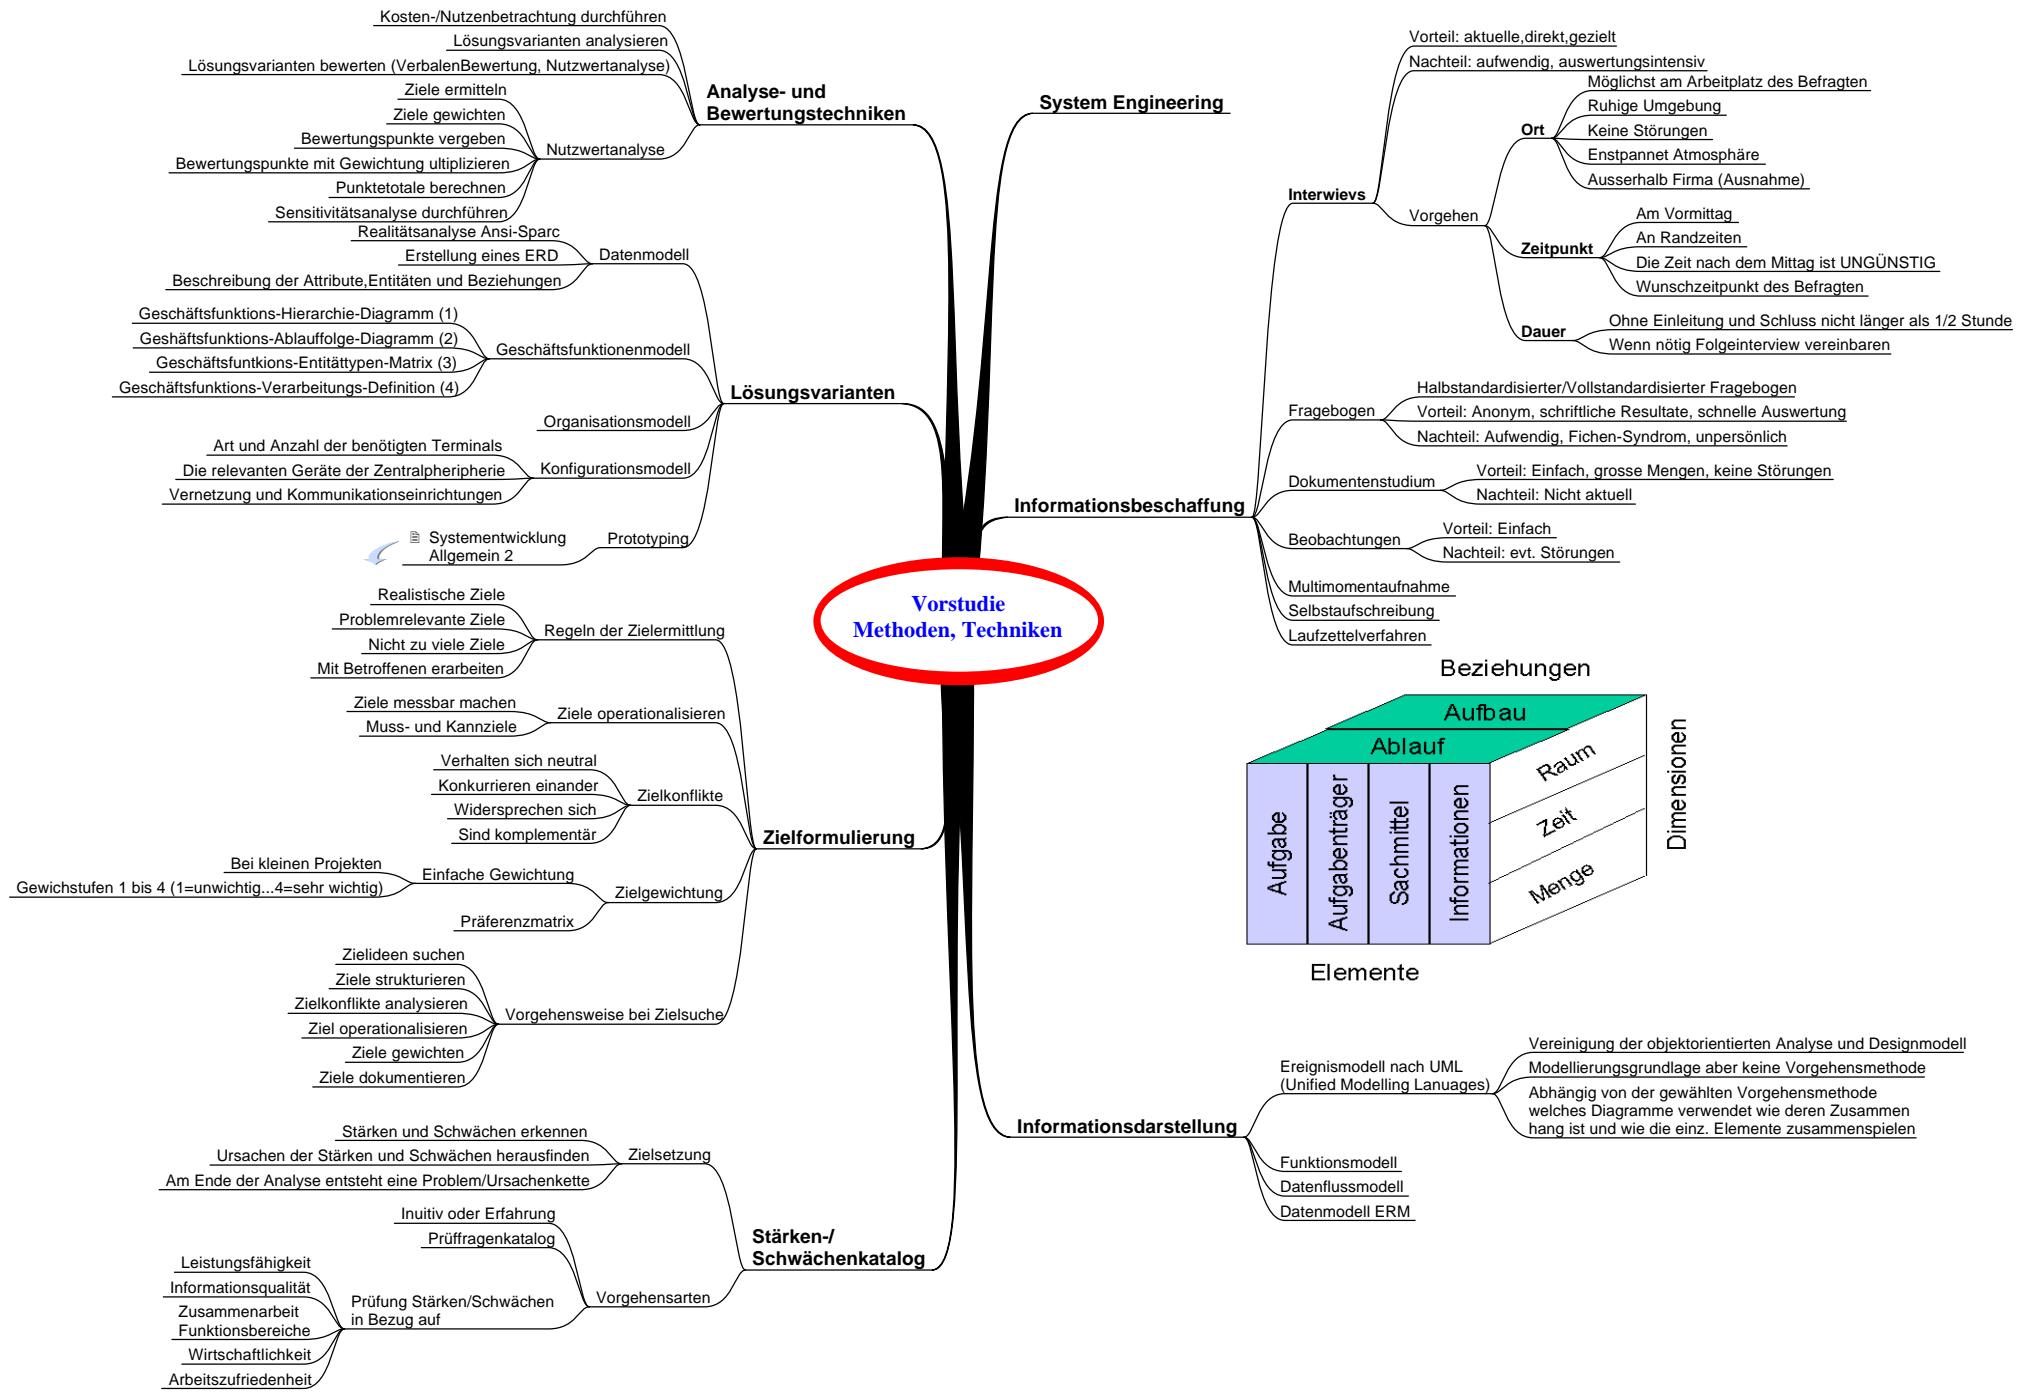 Vorstudie
Methoden, Techniken
System Engineering
Informationsbeschaffung
Interwievs
Vorteil: aktuelle,direkt,gezielt
Nachteil: aufwendig, auswertungsintensiv
Vorgehen
Ort
Möglichst am Arbeitplatz des Befragten
Ruhige Umgebung
Keine Störungen
Enstpannet Atmosphäre
Ausserhalb Firma (Ausnahme)
Zeitpunkt
Am Vormittag
An Randzeiten
Die Zeit nach dem Mittag ist UNGÜNSTIG
Wunschzeitpunkt des Befragten
Dauer
Ohne Einleitung und Schluss nicht länger als 1/2 Stunde
Wenn nötig Folgeinterview vereinbaren
Fragebogen
Halbstandardisierter/Vollstandardisierter Fragebogen
Vorteil: Anonym, schriftliche Resultate, schnelle Auswertung
Nachteil: Aufwendig, Fichen-Syndrom, unpersönlich
Dokumentenstudium
Vorteil: Einfach, grosse Mengen, keine Störungen
Nachteil: Nicht aktuell
Beobachtungen
Vorteil: Einfach
Nachteil: evt. Störungen
Multimomentaufnahme
Selbstaufschreibung
Laufzettelverfahren
Beziehungen
Aufbau
Ablauf
Aufgabe
Aufgabenträger
Sachmittel
Informationen
Raum
Zeit
Menge
Dimensionen
Elemente
Informationsdarstellung
Ereignismodell nach UML
(Unified Modelling Lanuages)
Vereinigung der objektorientierten Analyse und Designmodell
Modellierungsgrundlage aber keine Vorgehensmethode
Abhängig von der gewählten Vorgehensmethode
welches Diagramme verwendet wie deren Zusammen
hang ist und wie die einz. Elemente zusammenspielen
Funktionsmodell
Datenflussmodell
Datenmodell ERM
Analyse- und
Bewertungstechniken
Kosten-/Nutzenbetrachtung durchführen
Lösungsvarianten analysieren
Lösungsvarianten bewerten (VerbalenBewertung, Nutzwertanalyse)
Nutzwertanalyse
Ziele ermitteln
Ziele gewichten
Bewertungspunkte vergeben
Bewertungspunkte mit Gewichtung ultiplizieren
Punktetotale berechnen
Sensitivitätsanalyse durchführen
Lösungsvarianten
Datenmodell
Realitätsanalyse Ansi-Sparc
Erstellung eines ERD
Beschreibung der Attribute,Entitäten und Beziehungen
Geschäftsfunktionenmodell
Geschäftsfunktions-Hierarchie-Diagramm (1)
Geshäftsfunktions-Ablauffolge-Diagramm (2)
Geschäftsfuntkions-Entitättypen-Matrix (3)
Geschäftsfunktions-Verarbeitungs-Definition (4)
Organisationsmodell
Konfigurationsmodell
Art und Anzahl der benötigten Terminals
Die relevanten Geräte der Zentralpheripherie
Vernetzung und Kommunikationseinrichtungen
Prototyping
Systementwicklung
Allgemein 2
Zielformulierung
Regeln der Zielermittlung
Realistische Ziele
Problemrelevante Ziele
Nicht zu viele Ziele
Mit Betroffenen erarbeiten
Ziele operationalisieren
Ziele messbar machen
Muss- und Kannziele
Zielkonflikte
Verhalten sich neutral
Konkurrieren einander
Widersprechen sich
Sind komplementär
Zielgewichtung
Einfache Gewichtung
Bei kleinen Projekten
Gewichstufen 1 bis 4 (1=unwichtig...4=sehr wichtig)
Präferenzmatrix
Vorgehensweise bei Zielsuche
Zielideen suchen
Ziele strukturieren
Zielkonflikte analysieren
Ziel operationalisieren
Ziele gewichten
Ziele dokumentieren
Stärken-/
Schwächenkatalog
Zielsetzung
Stärken und Schwächen erkennen
Ursachen der Stärken und Schwächen herausfinden
Am Ende der Analyse entsteht eine Problem/Ursachenkette
Vorgehensarten
Inuitiv oder Erfahrung
Prüffragenkatalog
Prüfung Stärken/Schwächen
in Bezug auf
Leistungsfähigkeit
Informationsqualität
Zusammenarbeit
Funktionsbereiche
Wirtschaftlichkeit
Arbeitszufriedenheit